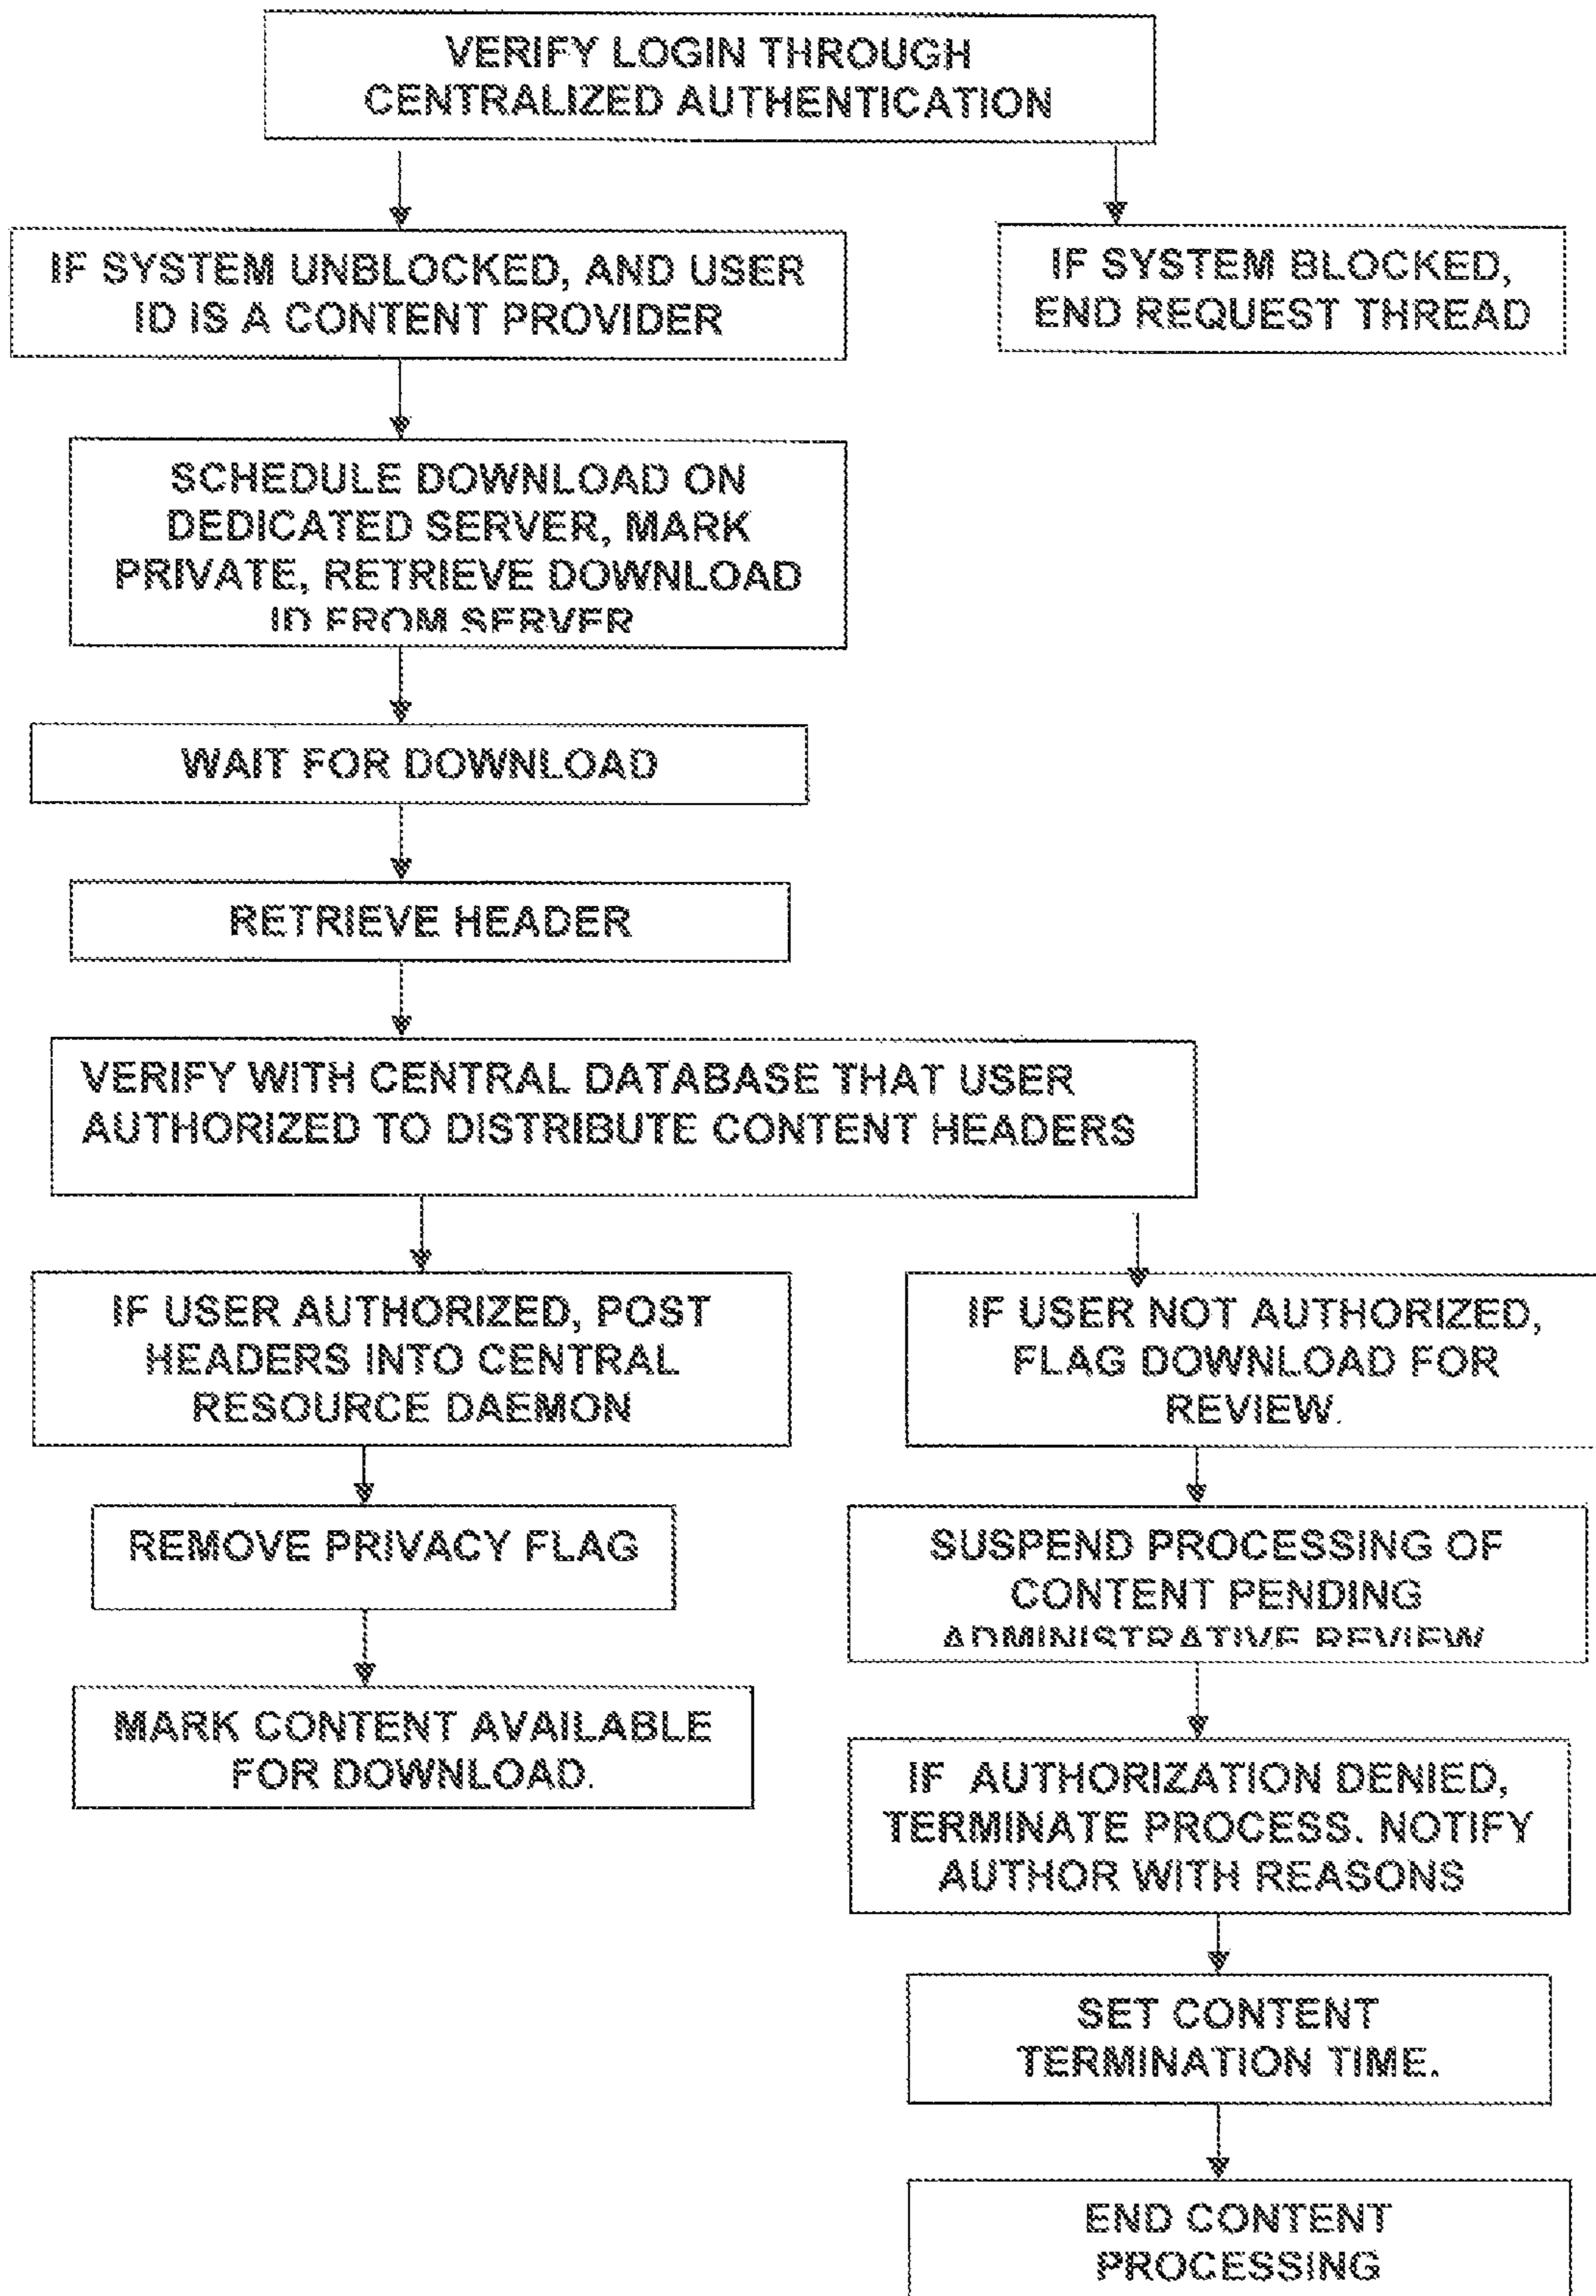 VERIFY LOGIN THROUGH
CENTRALIZED AUTHENTICATION
IF SYSTEM UNBLOCKED, AND USER
ID IS A CONTENT PROVIDER
IF SYSTEM BLOCKED,
END REQUEST THREAD
SCHEDULE DOWNLOAD ON
DEDICATED SERVER, MARK
PRIVATE, RETRIEVE DOWNLOAD
ID FROM SERVER
WAIT FOR DOWNLOAD
RETRIEVE HEADER
VERIFY WITH CENTRAL DATABASE THAT USER
AUTHORIZED TO DISTRIBUTE CONTENT HEADERS
IF USER AUTHORIZED, POST
HEADERS INTO CENTRAL
RESOURCE DAEMON
IF USER NOT AUTHORIZED,
FLAG DOWNLOAD FOR
REVIEW.
REMOVE PRIVACY FLAG
SUSPEND PROCESSING OF
CONTENT PENDING
ADMINISTRATIVE REVIEW
MARK CONTENT AVAILABLE
FOR DOWNLOAD.
IF AUTHORIZATION DENIED,
TERMINATE PROCESS. NOTIFY
AUTHOR WITH REASONS
SET CONTENT
TERMINATION TIME.
END CONTENT
PROCESSING